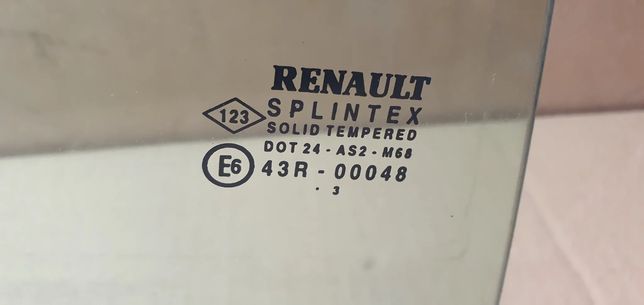 RENAULT
123 SPLINTEX
SOLID TEMPERED
DOT 24 - AS2 - M68
E6 43R - 00048
. 3